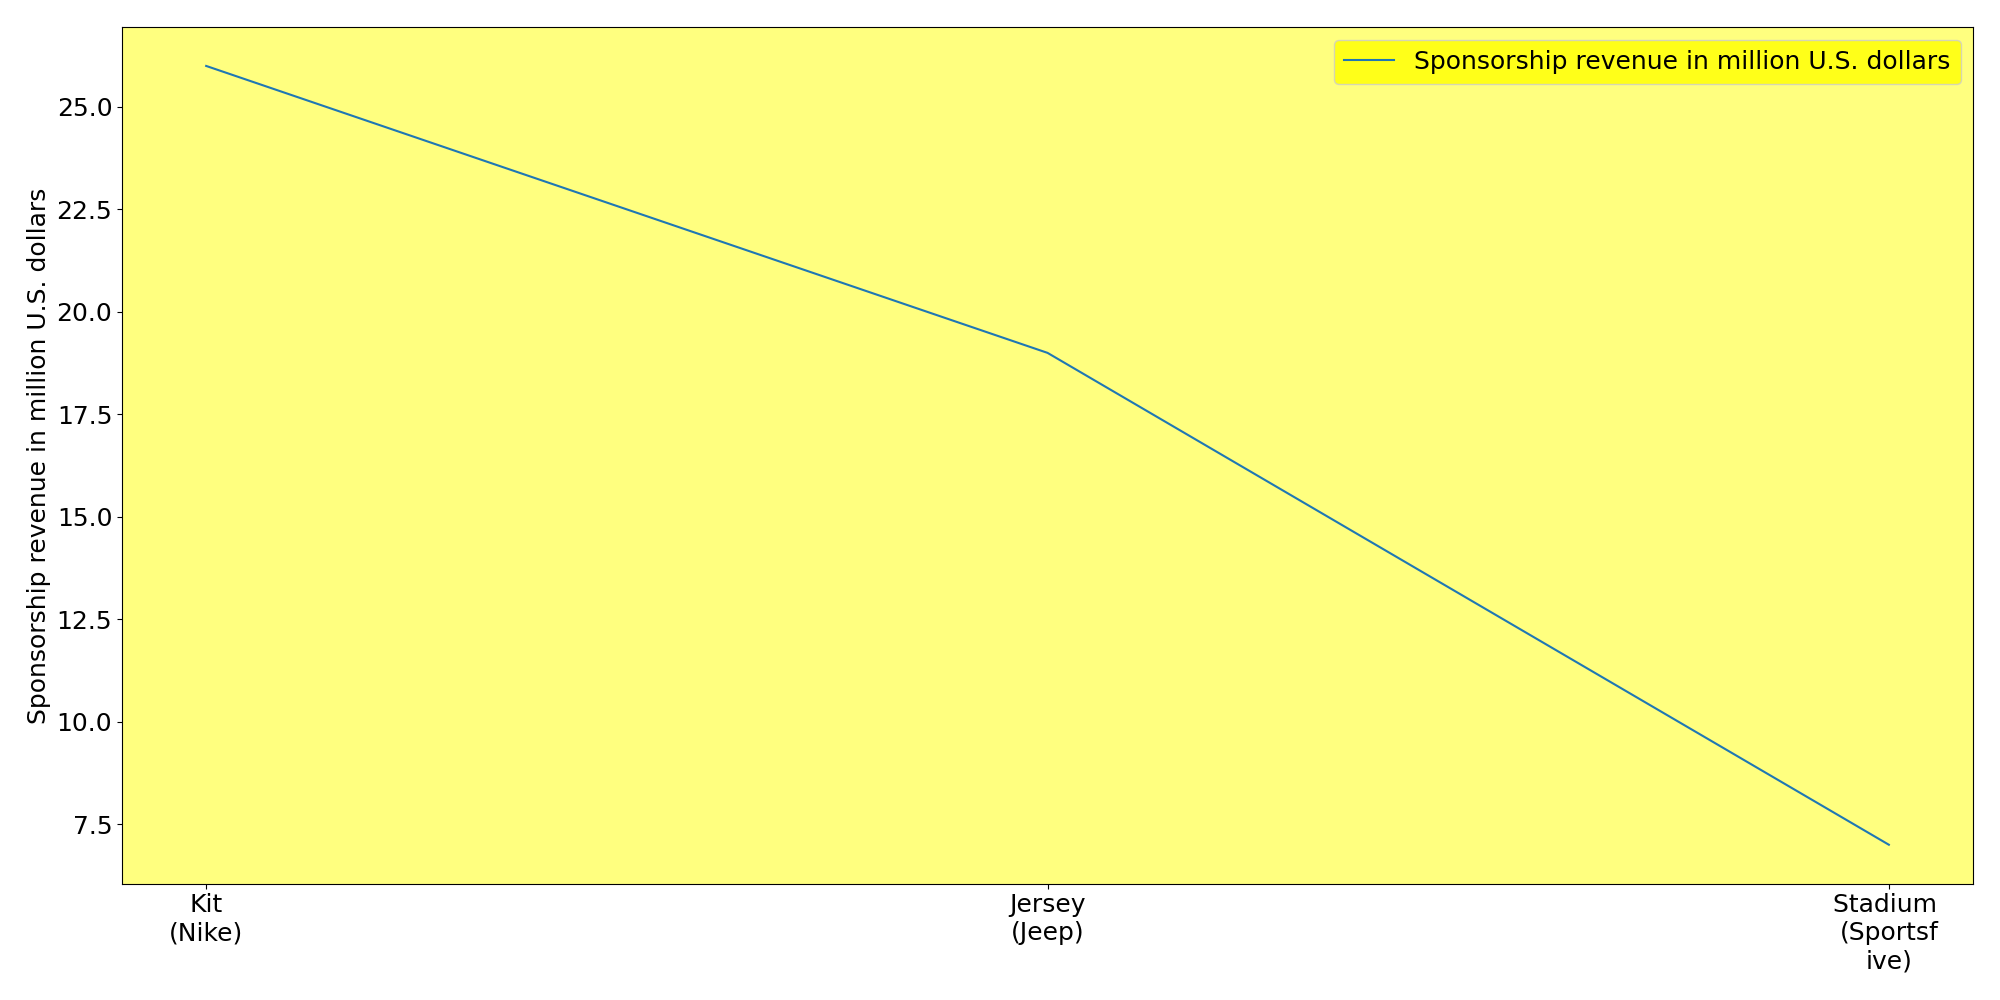 Sponsorship revenue in million U.S. dollars
Sponsorship revenue in million U.S. dollars
25.0
22.5
20.0
17.5
15.0
12.5
10.0
7.5
Kit
(Nike)
Jersey
(Jeep)
Stadium
(Sportsf
ive)